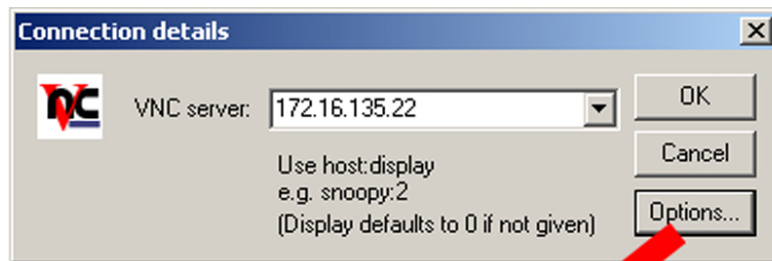 Connection details
VNC
VNC server: 172.16.135.22
OK
Cancel
Use host:display
e.g. snoopy:2
(Display defaults to 0 if not given)
Options...